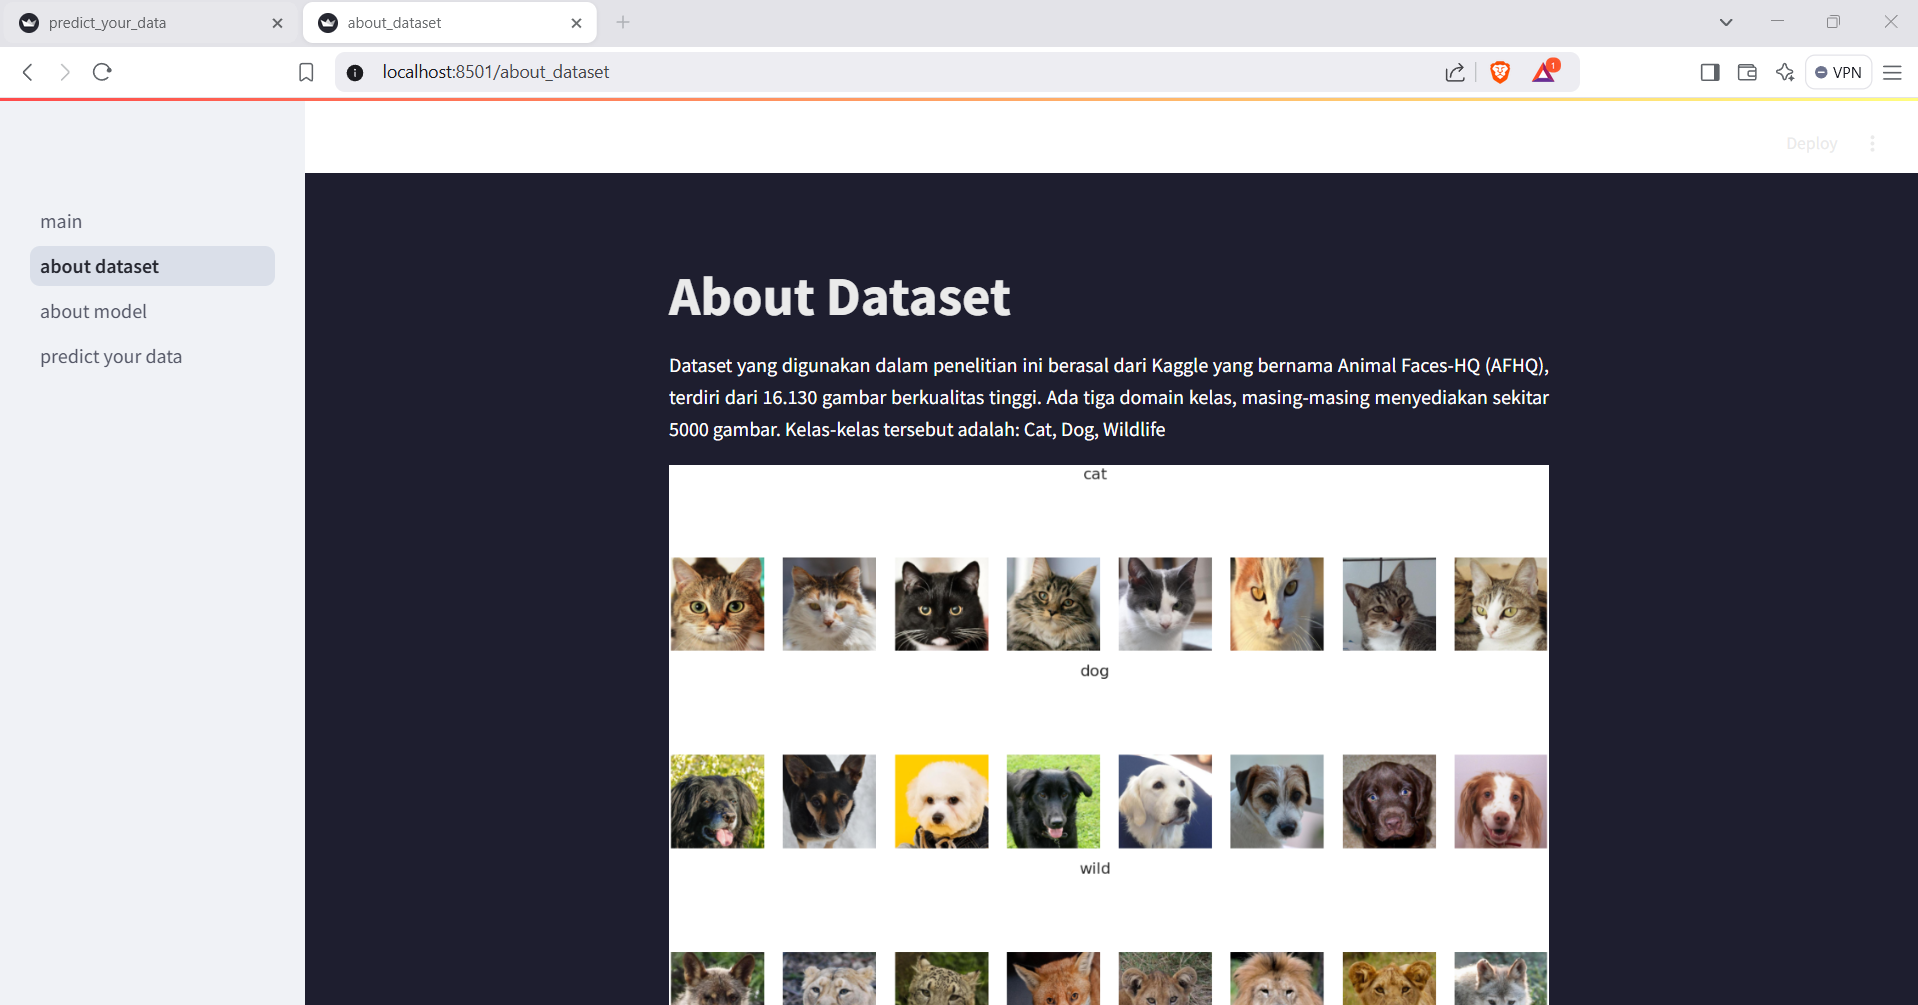 predict_your_data
about_dataset
localhost:8501/about_dataset
1
VPN
Deploy
main
about dataset
about model
predict your data
About Dataset
Dataset yang digunakan dalam penelitian ini berasal dari Kaggle yang bernama Animal Faces-HQ (AFHQ),
terdiri dari 16.130 gambar berkualitas tinggi. Ada tiga domain kelas, masing-masing menyediakan sekitar
5000 gambar. Kelas-kelas tersebut adalah: Cat, Dog, Wildlife
cat
dog
wild